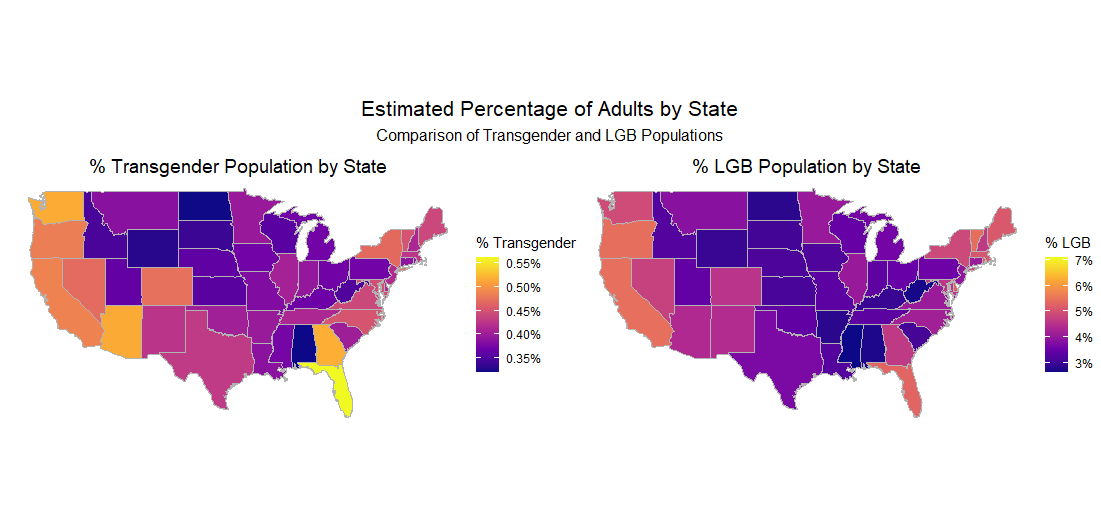 Estimated Percentage of Adults by State
Comparison of Transgender and LGB Populations
% Transgender Population by State
% Transgender
0.55%
0.50%
0.45%
0.40%
0.35%
% LGB Population by State
% LGB
7%
6%
5%
4%
3%